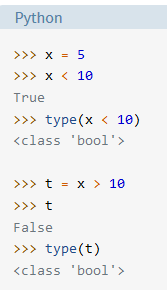 Python
>>> x = 5
>>> x < 10
True
>>> type(x < 10)
<class 'bool'>
>>> t = x > 10
>>> t
False
>>> type(t)
<class 'bool'>